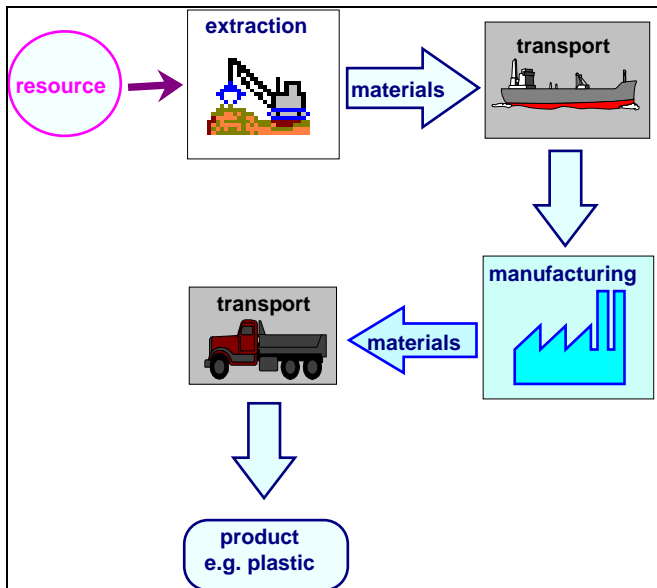 resource
extraction
materials
transport
manufacturing
materials
transport
product
e.g. plastic